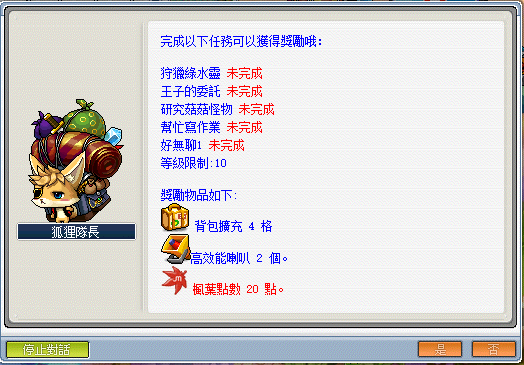 完成以下任務可以獲得獎勵哦:
狩獵綠水靈 未完成
王子的委託 未完成
研究菇菇怪物 未完成
幫忙寫作業 未完成
好無聊1 未完成
等級限制:10
獎勵物品如下:
背包擴充 4 格
高效能喇叭 2 個。
楓葉點數 20 點。
狐狸隊長
停止對話
是
否